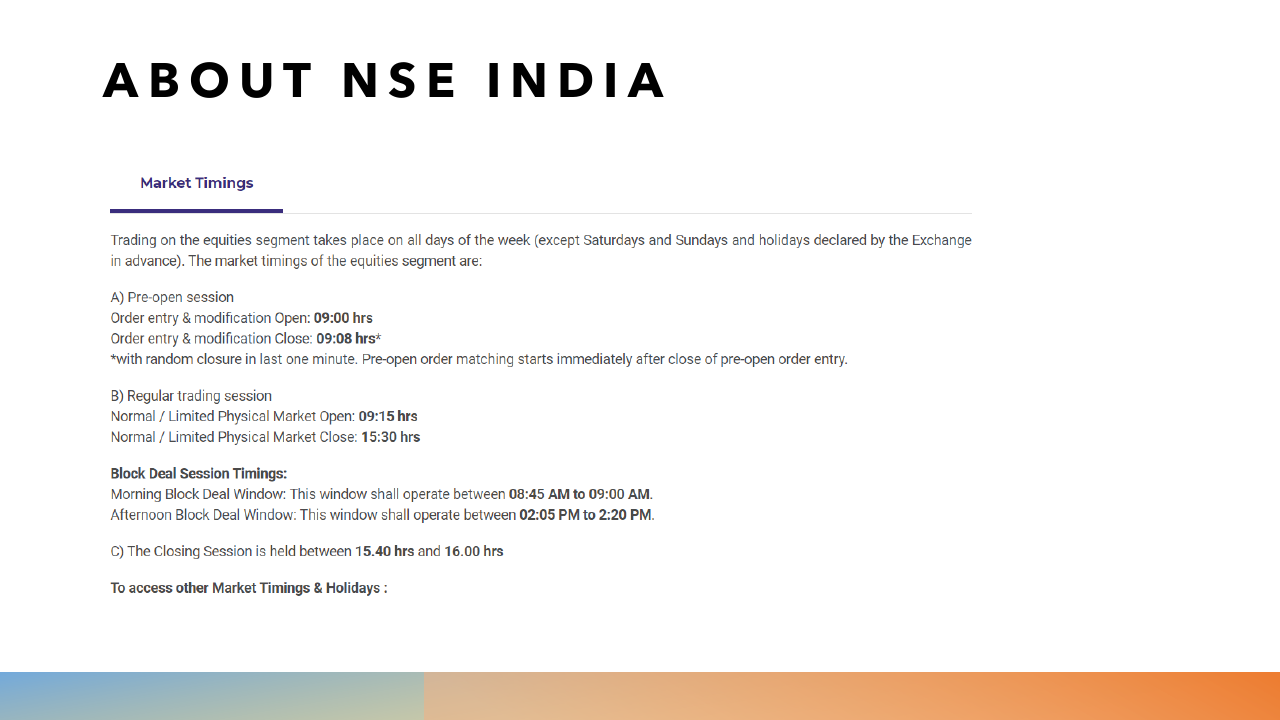 ABOUT NSE INDIA
Market Timings
Trading on the equities segment takes place on all days of the week (except Saturdays and Sundays and holidays declared by the Exchange
in advance). The market timings of the equities segment are:
A) Pre-open session
Order entry & modification Open: 09:00 hrs
Order entry & modification Close: 09:08 hrs*
*with random closure in last one minute. Pre-open order matching starts immediately after close of pre-open order entry.
B) Regular trading session
Normal / Limited Physical Market Open: 09:15 hrs
Normal / Limited Physical Market Close: 15:30 hrs
Block Deal Session Timings:
Morning Block Deal Window: This window shall operate between 08:45 AM to 09:00 AM.
Afternoon Block Deal Window: This window shall operate between 02:05 PM to 2:20 PM.
C) The Closing Session is held between 15.40 hrs and 16.00 hrs
To access other Market Timings & Holidays :